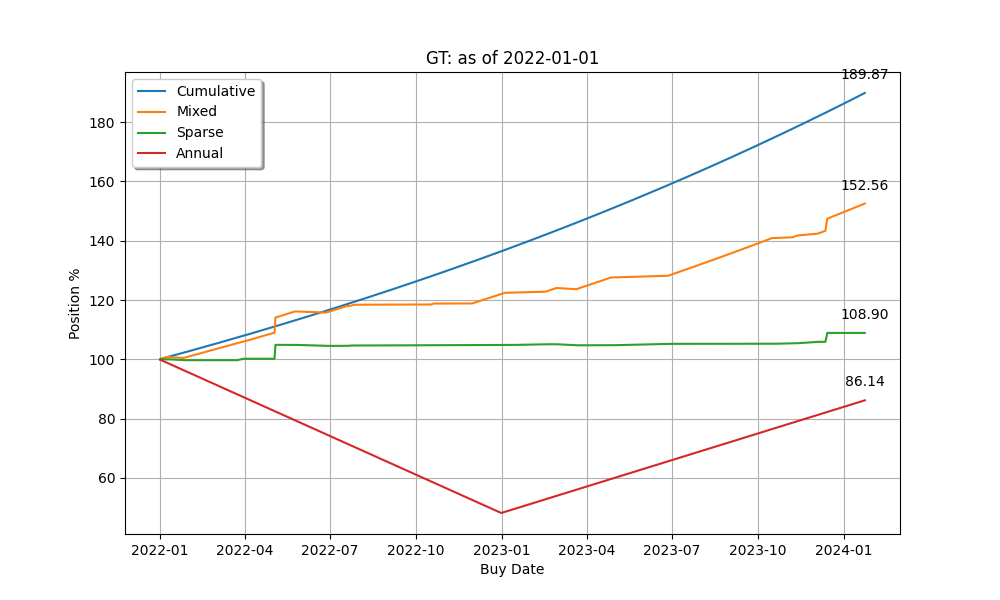 GT: as of 2022-01-01
Cumulative
Mixed
Sparse
Annual
189.87
152.56
108.90
86.14
Position %
180
160
140
120
100
80
60
2022-01 2022-04 2022-07 2022-10 2023-01 2023-04 2023-07 2023-10 2024-01
Buy Date